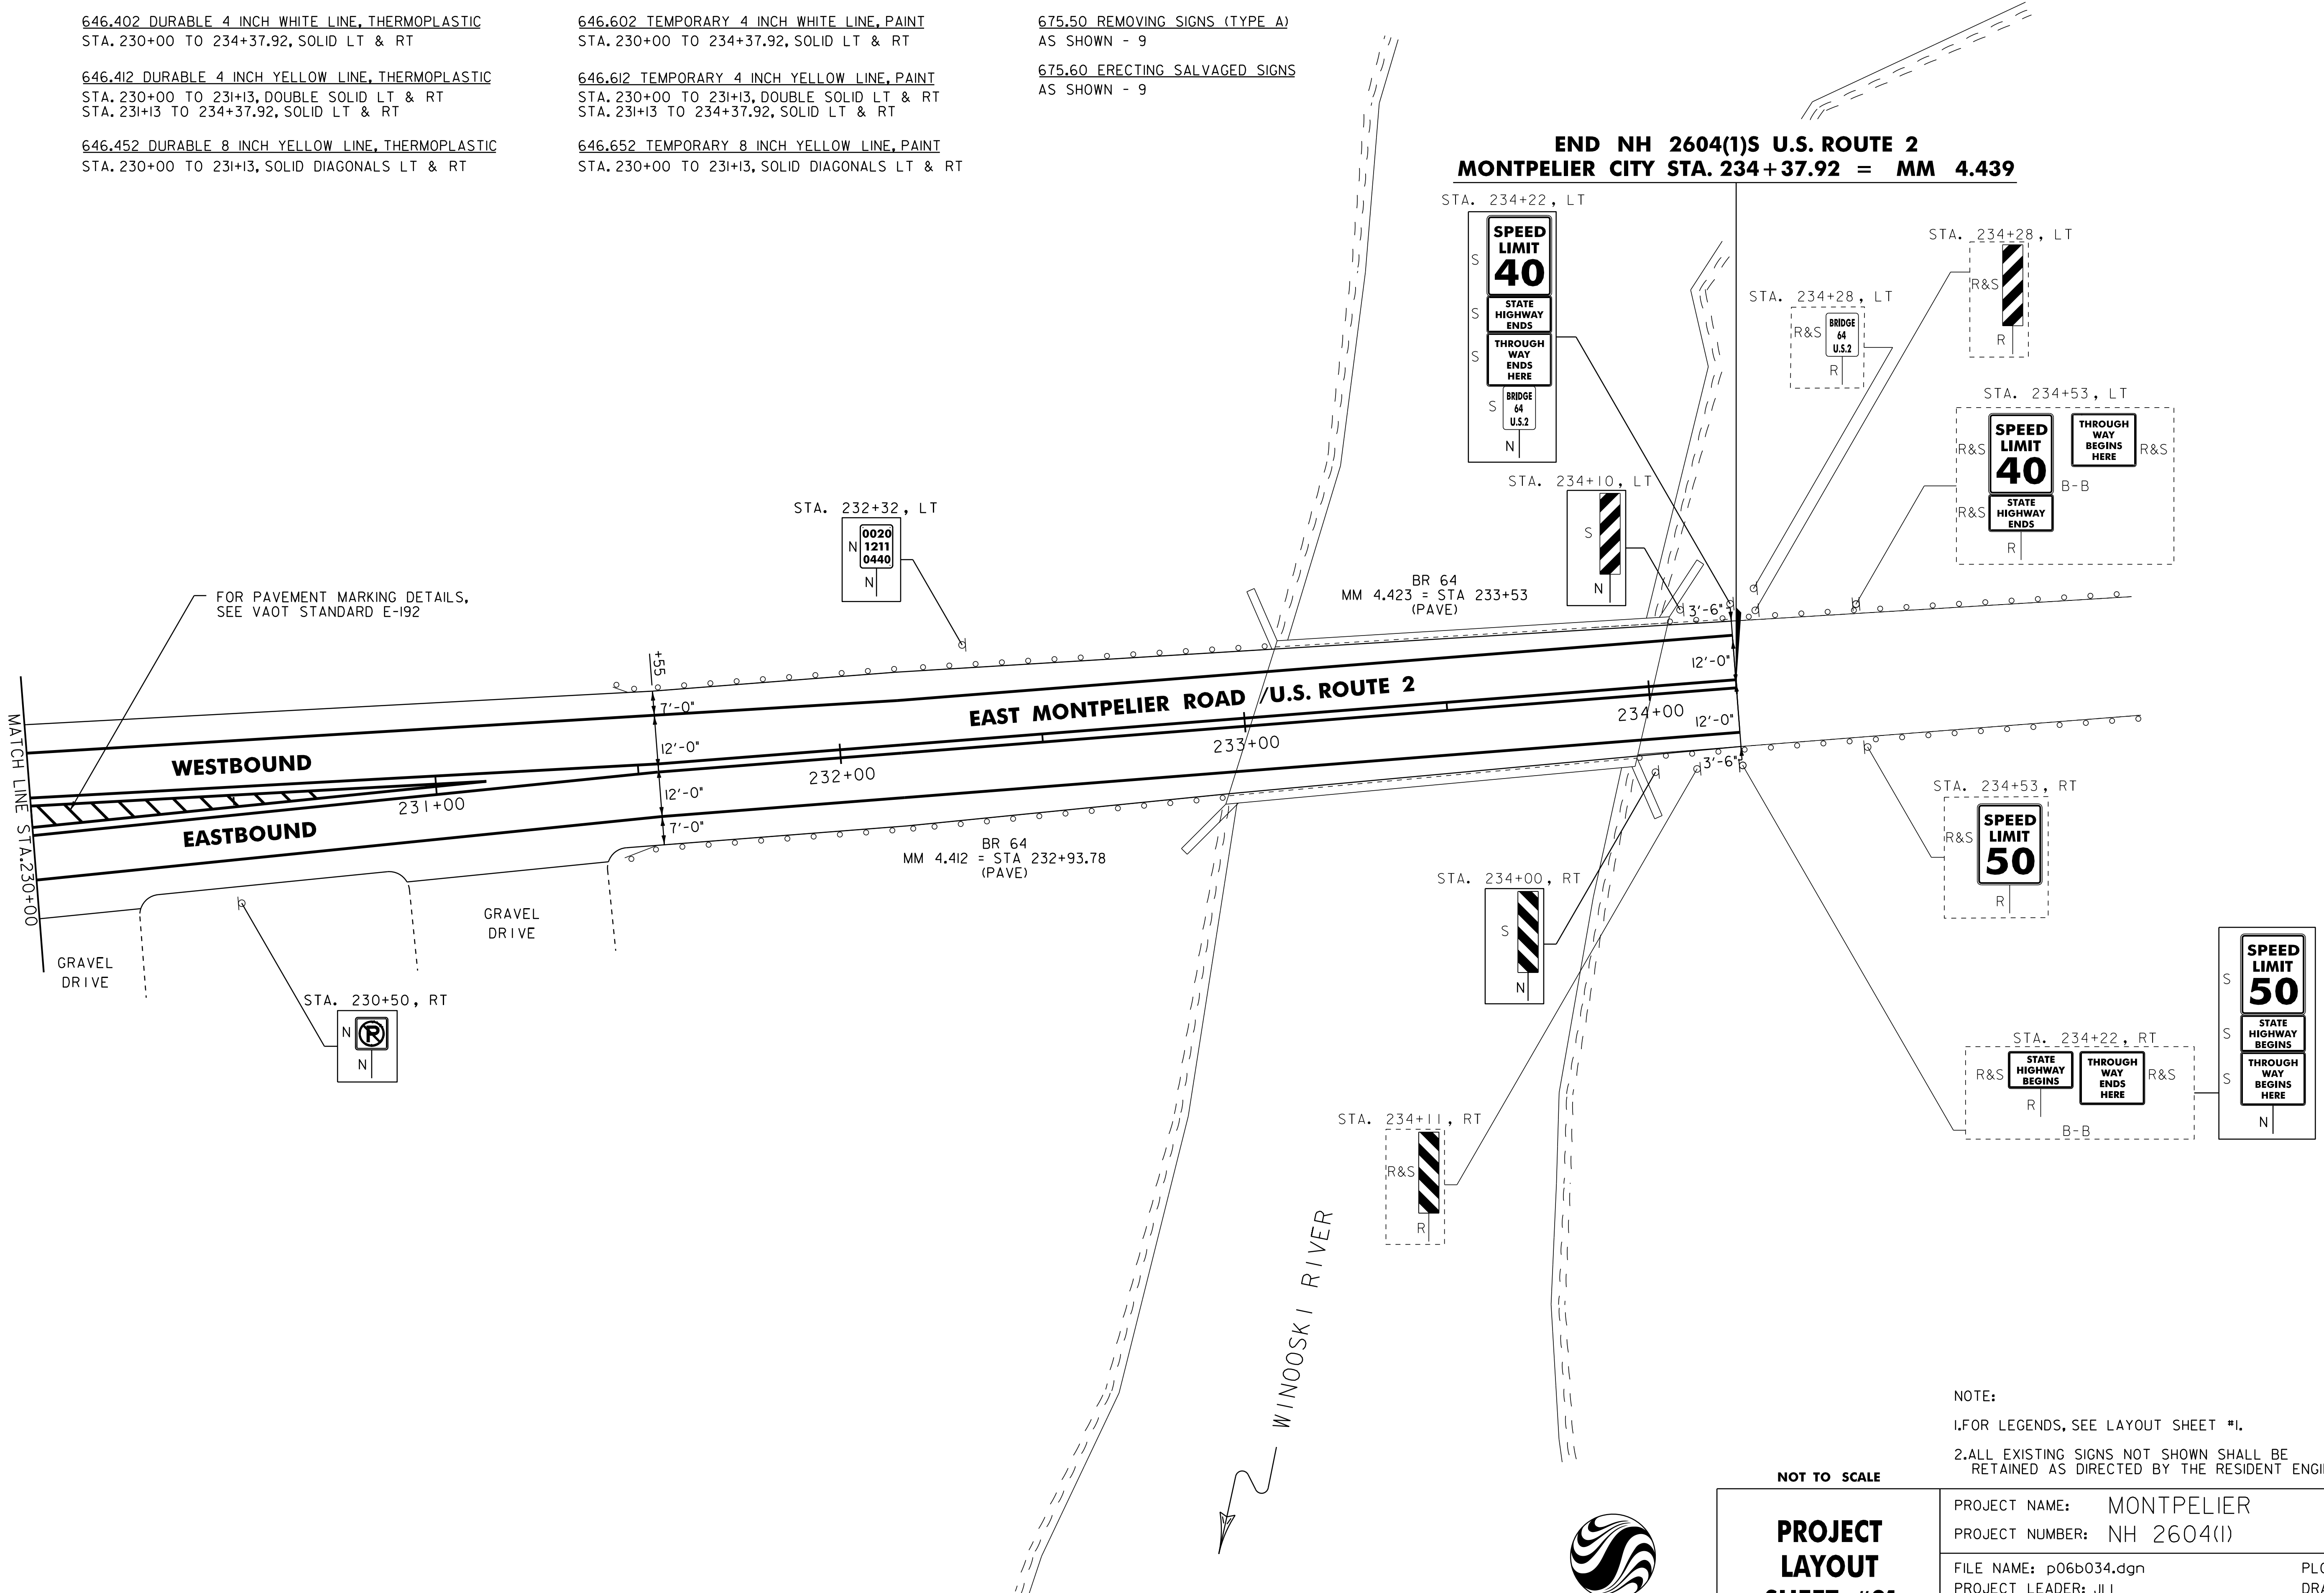 646.402 DURABLE 4 INCH WHITE LINE, THERMOPLASTIC
STA. 230+00 TO 234+37.92, SOLID LT & RT
646.412 DURABLE 4 INCH YELLOW LINE, THERMOPLASTIC
STA. 230+00 TO 231+13, DOUBLE SOLID LT & RT
STA. 231+13 TO 234+37.92, SOLID LT & RT
646.452 DURABLE 8 INCH YELLOW LINE, THERMOPLASTIC
STA. 230+00 TO 231+13, SOLID DIAGONALS LT & RT
646.602 TEMPORARY 4 INCH WHITE LINE, PAINT
STA. 230+00 TO 234+37.92, SOLID LT & RT
646.612 TEMPORARY 4 INCH YELLOW LINE, PAINT
STA. 230+00 TO 231+13, DOUBLE SOLID LT & RT
STA. 231+13 TO 234+37.92, SOLID LT & RT
646.652 TEMPORARY 8 INCH YELLOW LINE, PAINT
STA. 230+00 TO 231+13, SOLID DIAGONALS LT & RT
675.50 REMOVING SIGNS (TYPE A)
AS SHOWN - 9
675.60 ERECTING SALVAGED SIGNS
AS SHOWN - 9
END NH 2604(1)S U.S. ROUTE 2
MONTPELIER CITY STA. 234+37.92 = MM 4.439
STA. 234+22, LT
S
SPEED
LIMIT
40
S
STATE
HIGHWAY
ENDS
S
THROUGH
WAY
ENDS
HERE
S
BRIDGE
64
U.S.2
N
STA. 234+28, LT
R&S
BRIDGE
64
U.S.2
R
STA. 234+28, LT
R&S
R
STA. 234+53, LT
R&S
SPEED
LIMIT
40
THROUGH
WAY
BEGINS
HERE
R&S
B-B
R&S
STATE
HIGHWAY
ENDS
R
STA. 234+10, LT
S
N
STA. 232+32, LT
N
0020
1211
0440
N
FOR PAVEMENT MARKING DETAILS,
SEE VAOT STANDARD E-192
BR 64
MM 4.423 = STA 233+53
(PAVE)
3'-6"
12'-0"
12'-0"
3'-6"
+55
7'-0"
12'-0"
12'-0"
7'-0"
EAST MONTPELIER ROAD /U.S. ROUTE 2
WESTBOUND
EASTBOUND
231+00
232+00
233+00
234+00
MATCH LINE STA. 230+00
BR 64
MM 4.412 = STA 232+93.78
(PAVE)
GRAVEL
DRIVE
GRAVEL
DRIVE
STA. 230+50, RT
N
P
N
STA. 234+00, RT
S
N
STA. 234+11, RT
R&S
R
STA. 234+53, RT
R&S
SPEED
LIMIT
50
R
STA. 234+22, RT
R&S
STATE
HIGHWAY
BEGINS
THROUGH
WAY
ENDS
HERE
R&S
R
B-B
S
SPEED
LIMIT
50
S
STATE
HIGHWAY
BEGINS
S
THROUGH
WAY
BEGINS
HERE
N
WINOOSKI RIVER
NOTE:
1.FOR LEGENDS, SEE LAYOUT SHEET #1.
2.ALL EXISTING SIGNS NOT SHOWN SHALL BE
RETAINED AS DIRECTED BY THE RESIDENT
NOT TO SCALE
PROJECT
LAYOUT
PROJECT NAME: MONTPELIER
PROJECT NUMBER: NH 2604(1)
FILE NAME: p06b034.dgn
PROJECT LEADER: